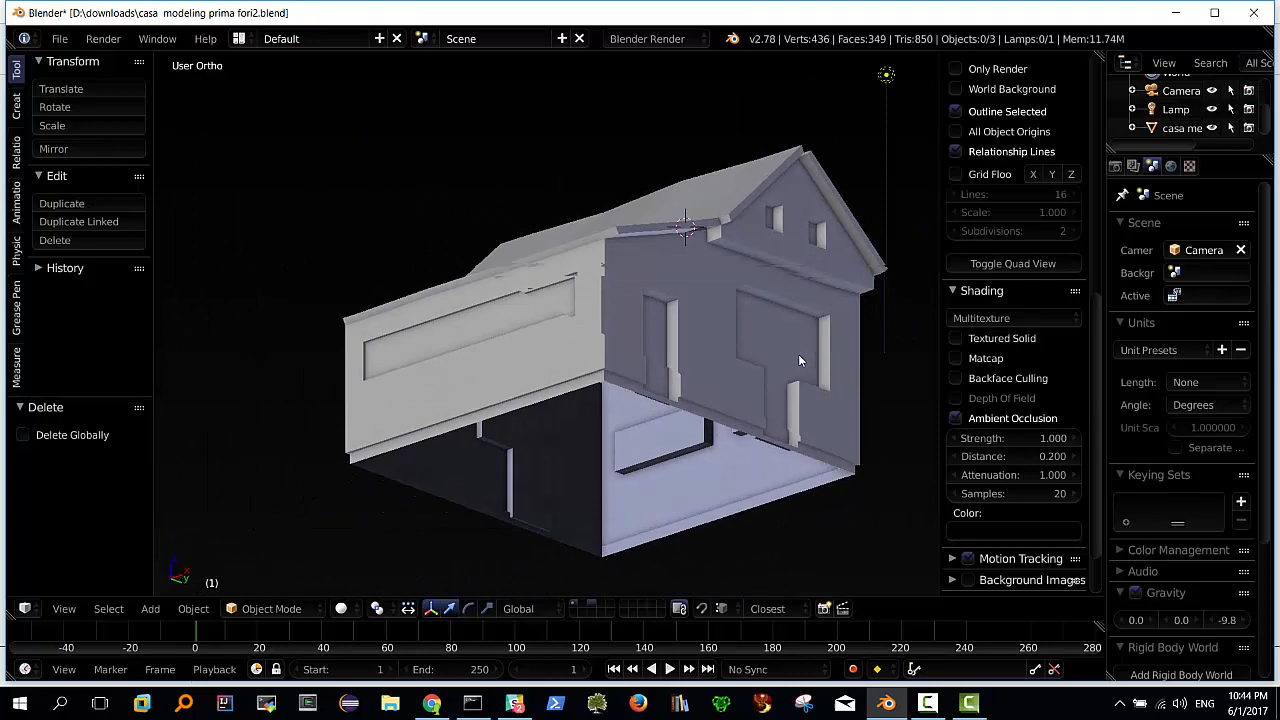 Blender* [D:\downloads\casa modeling prima fori2.blend]
File Render Window Help Default Scene Blender Render v2.78 | Verts:436 | Faces:349 | Tris:850 | Objects:0/3 | Lamps:0/1 | Mem:11.74M
Tool
Creat
Relatio
Animatio
Physic
Grease Pen
Measure
Transform
Translate
Rotate
Scale
Mirror
Edit
Duplicate
Duplicate Linked
Delete
History
Delete
Delete Globally
User Ortho
(1)
Only Render
World Background
Outline Selected
All Object Origins
Relationship Lines
Grid Floo X Y Z
Lines: 16
Scale: 1.000
Subdivisions: 2
Toggle Quad View
Shading
Multitexture
Textured Solid
Matcap
Backface Culling
Depth Of Field
Ambient Occlusion
Strength: 1.000
Distance: 0.200
Attenuation: 1.000
Samples: 20
Color:
Motion Tracking
Background Images
View Search All Sc
World
Camera
Lamp
casa me
Scene
Scene
Camer Camera
Backgr
Active
Units
Unit Presets
Length: None
Angle: Degrees
Unit Sca 1.000000
Separate ...
Keying Sets
Color Management
Audio
Gravity
0.0 0.0 -9.8
Rigid Body World
Add Rigid Body World
View Select Add Object Object Mode Global Closest
-40 -20 0 20 40 60 80 100 120 140 160 180 200 220 240 260 280
View Marker Frame Playback Start: 1 End: 250 1 No Sync
ENG
10:44 PM
6/1/2017